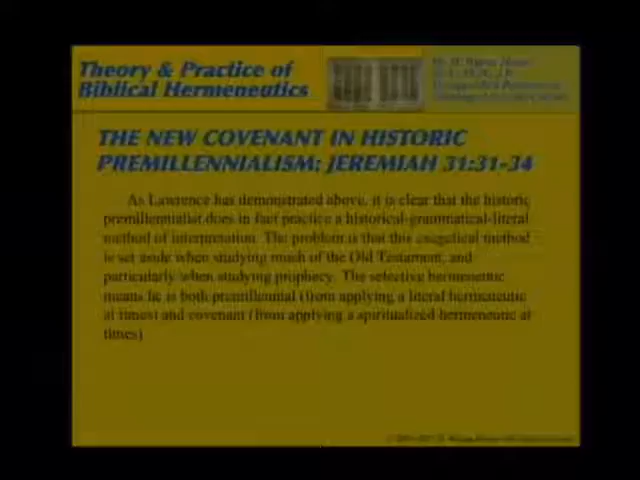 Theory & Practice of
Biblical Hermeneutics
THE NEW COVENANT IN HISTORIC
PREMILLENNIALISM: JEREMIAH 31:31-34
As Lawrence has demonstrated above, it is clear that the historic
premillennialist does in fact practice a historical-grammatical-literal
method of interpretation. The problem is that this exegetical method
is set aside when studying much of the Old Testament, and
particularly when studying prophecy. The selective hermeneutic
means he is both premillennial (from applying a literal hermeneutic
at times) and covenant (from applying a spiritualized hermeneutic at
times)